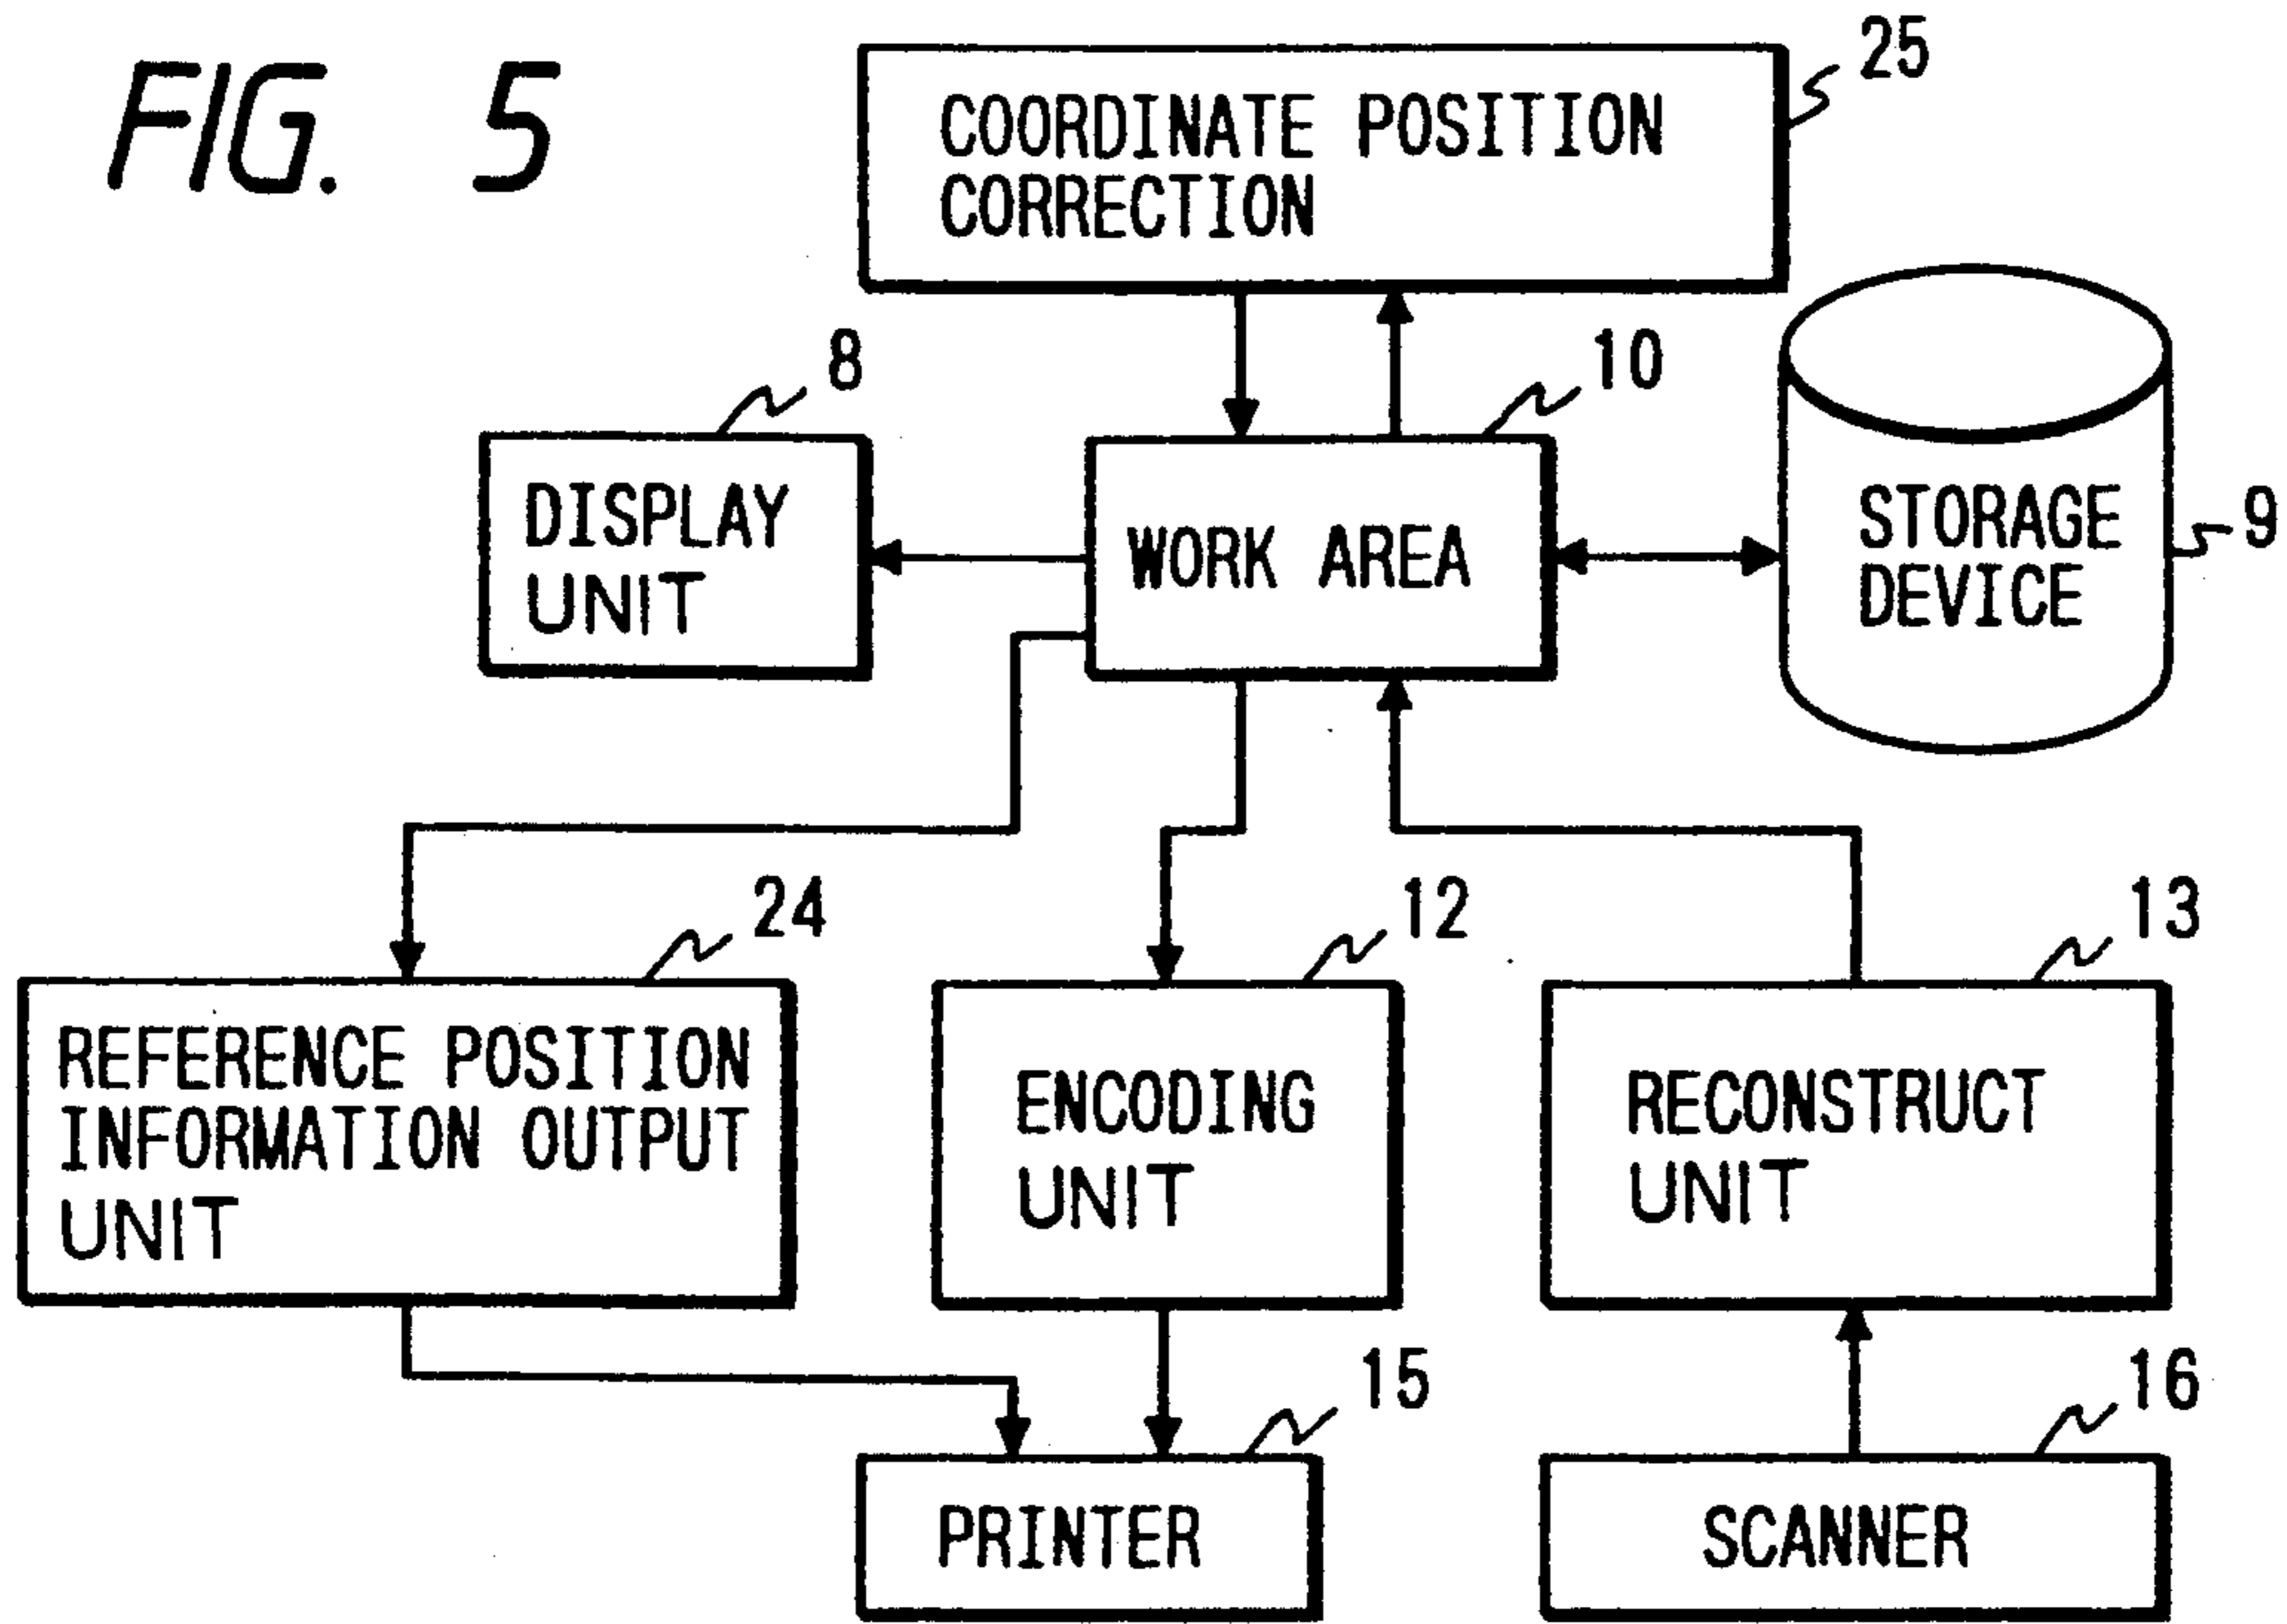 FIG. 5
25
COORDINATE POSITION
CORRECTION
8
10
DISPLAY
UNIT
WORK AREA
STORAGE
DEVICE
9
24
12
13
REFERENCE POSITION
INFORMATION OUTPUT
UNIT
ENCODING
UNIT
RECONSTRUCT
UNIT
15
16
PRINTER
SCANNER